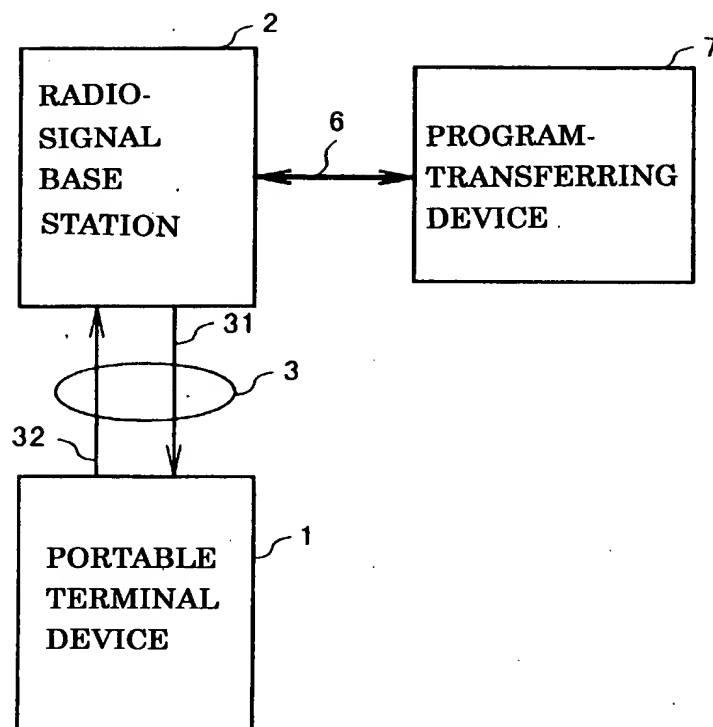 2
RADIO-
SIGNAL
BASE
STATION
6
7
PROGRAM-
TRANSFERRING
DEVICE
31
3
32
1
PORTABLE
TERMINAL
DEVICE